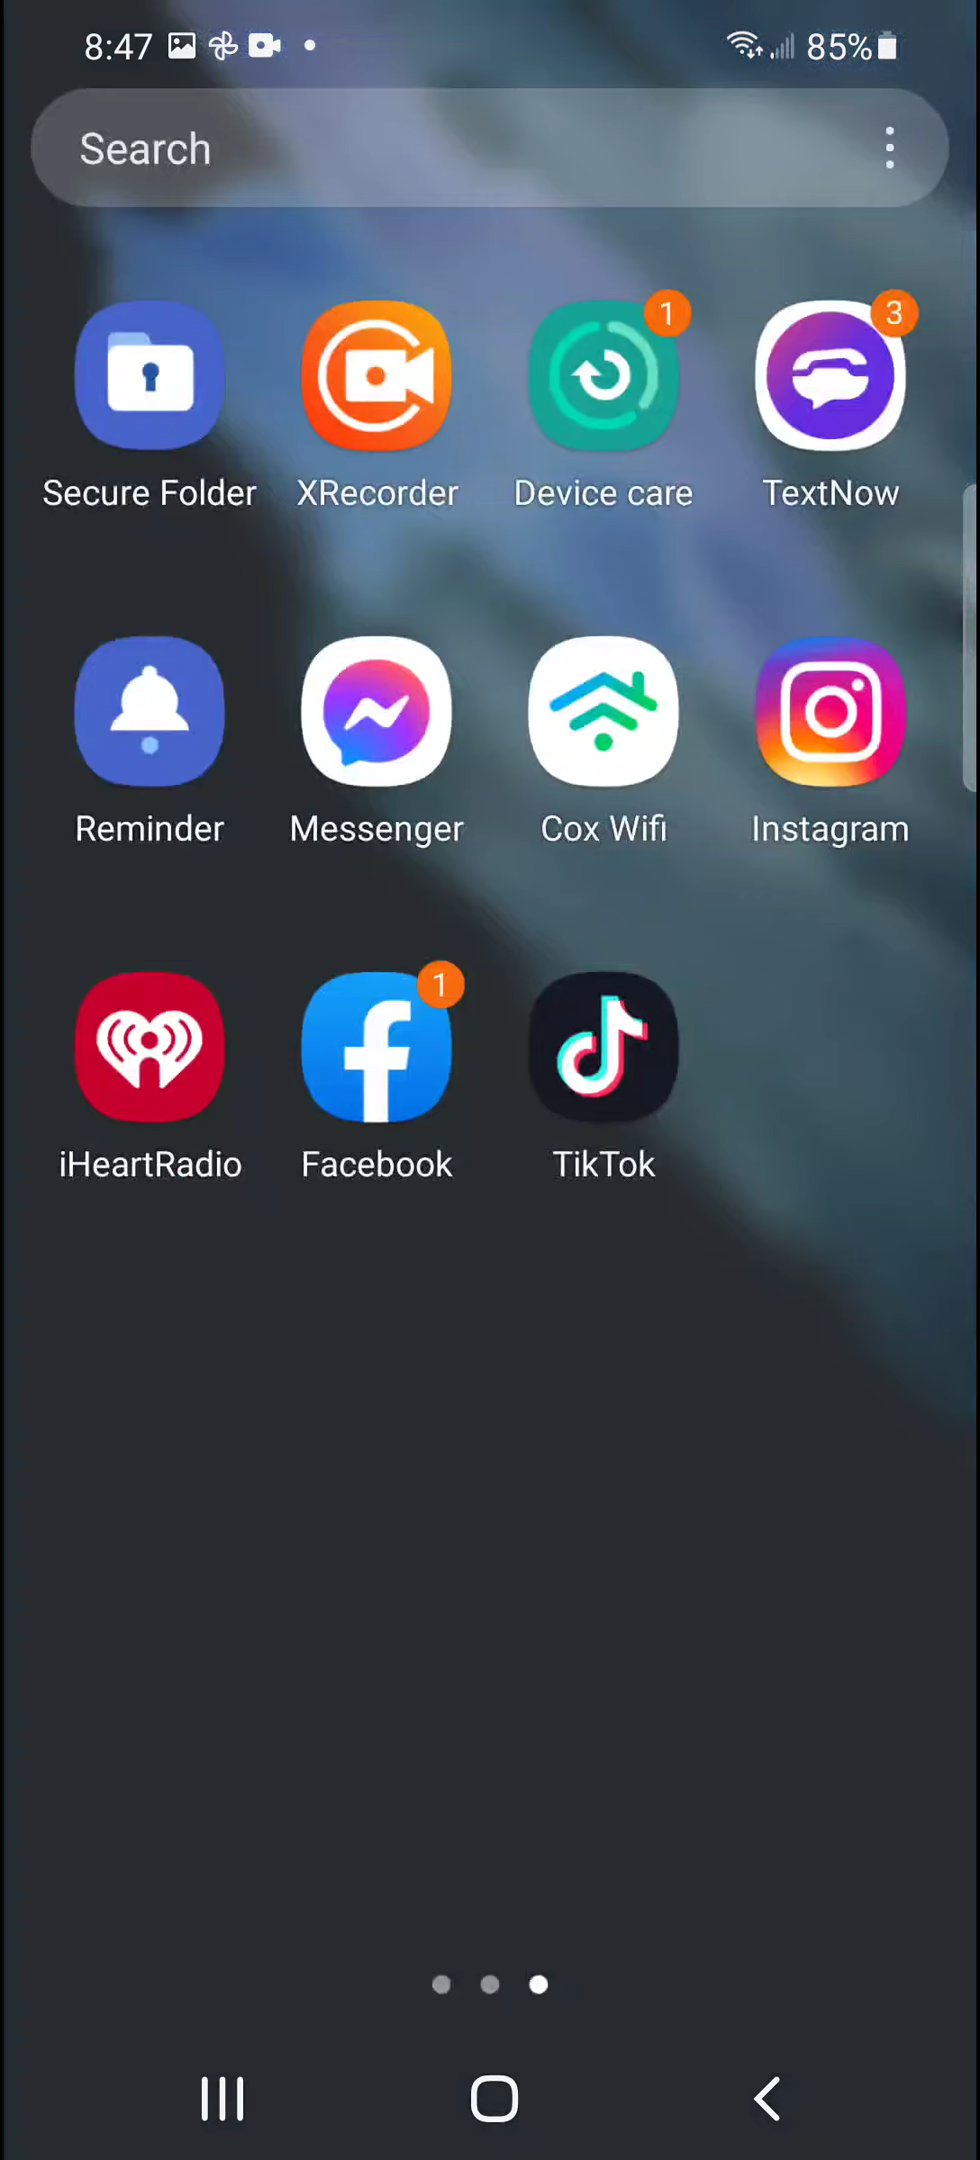 8:47 85%
Search
1 3
Secure Folder XRecorder Device care TextNow
Reminder Messenger Cox Wifi Instagram
1
iHeartRadio Facebook TikTok